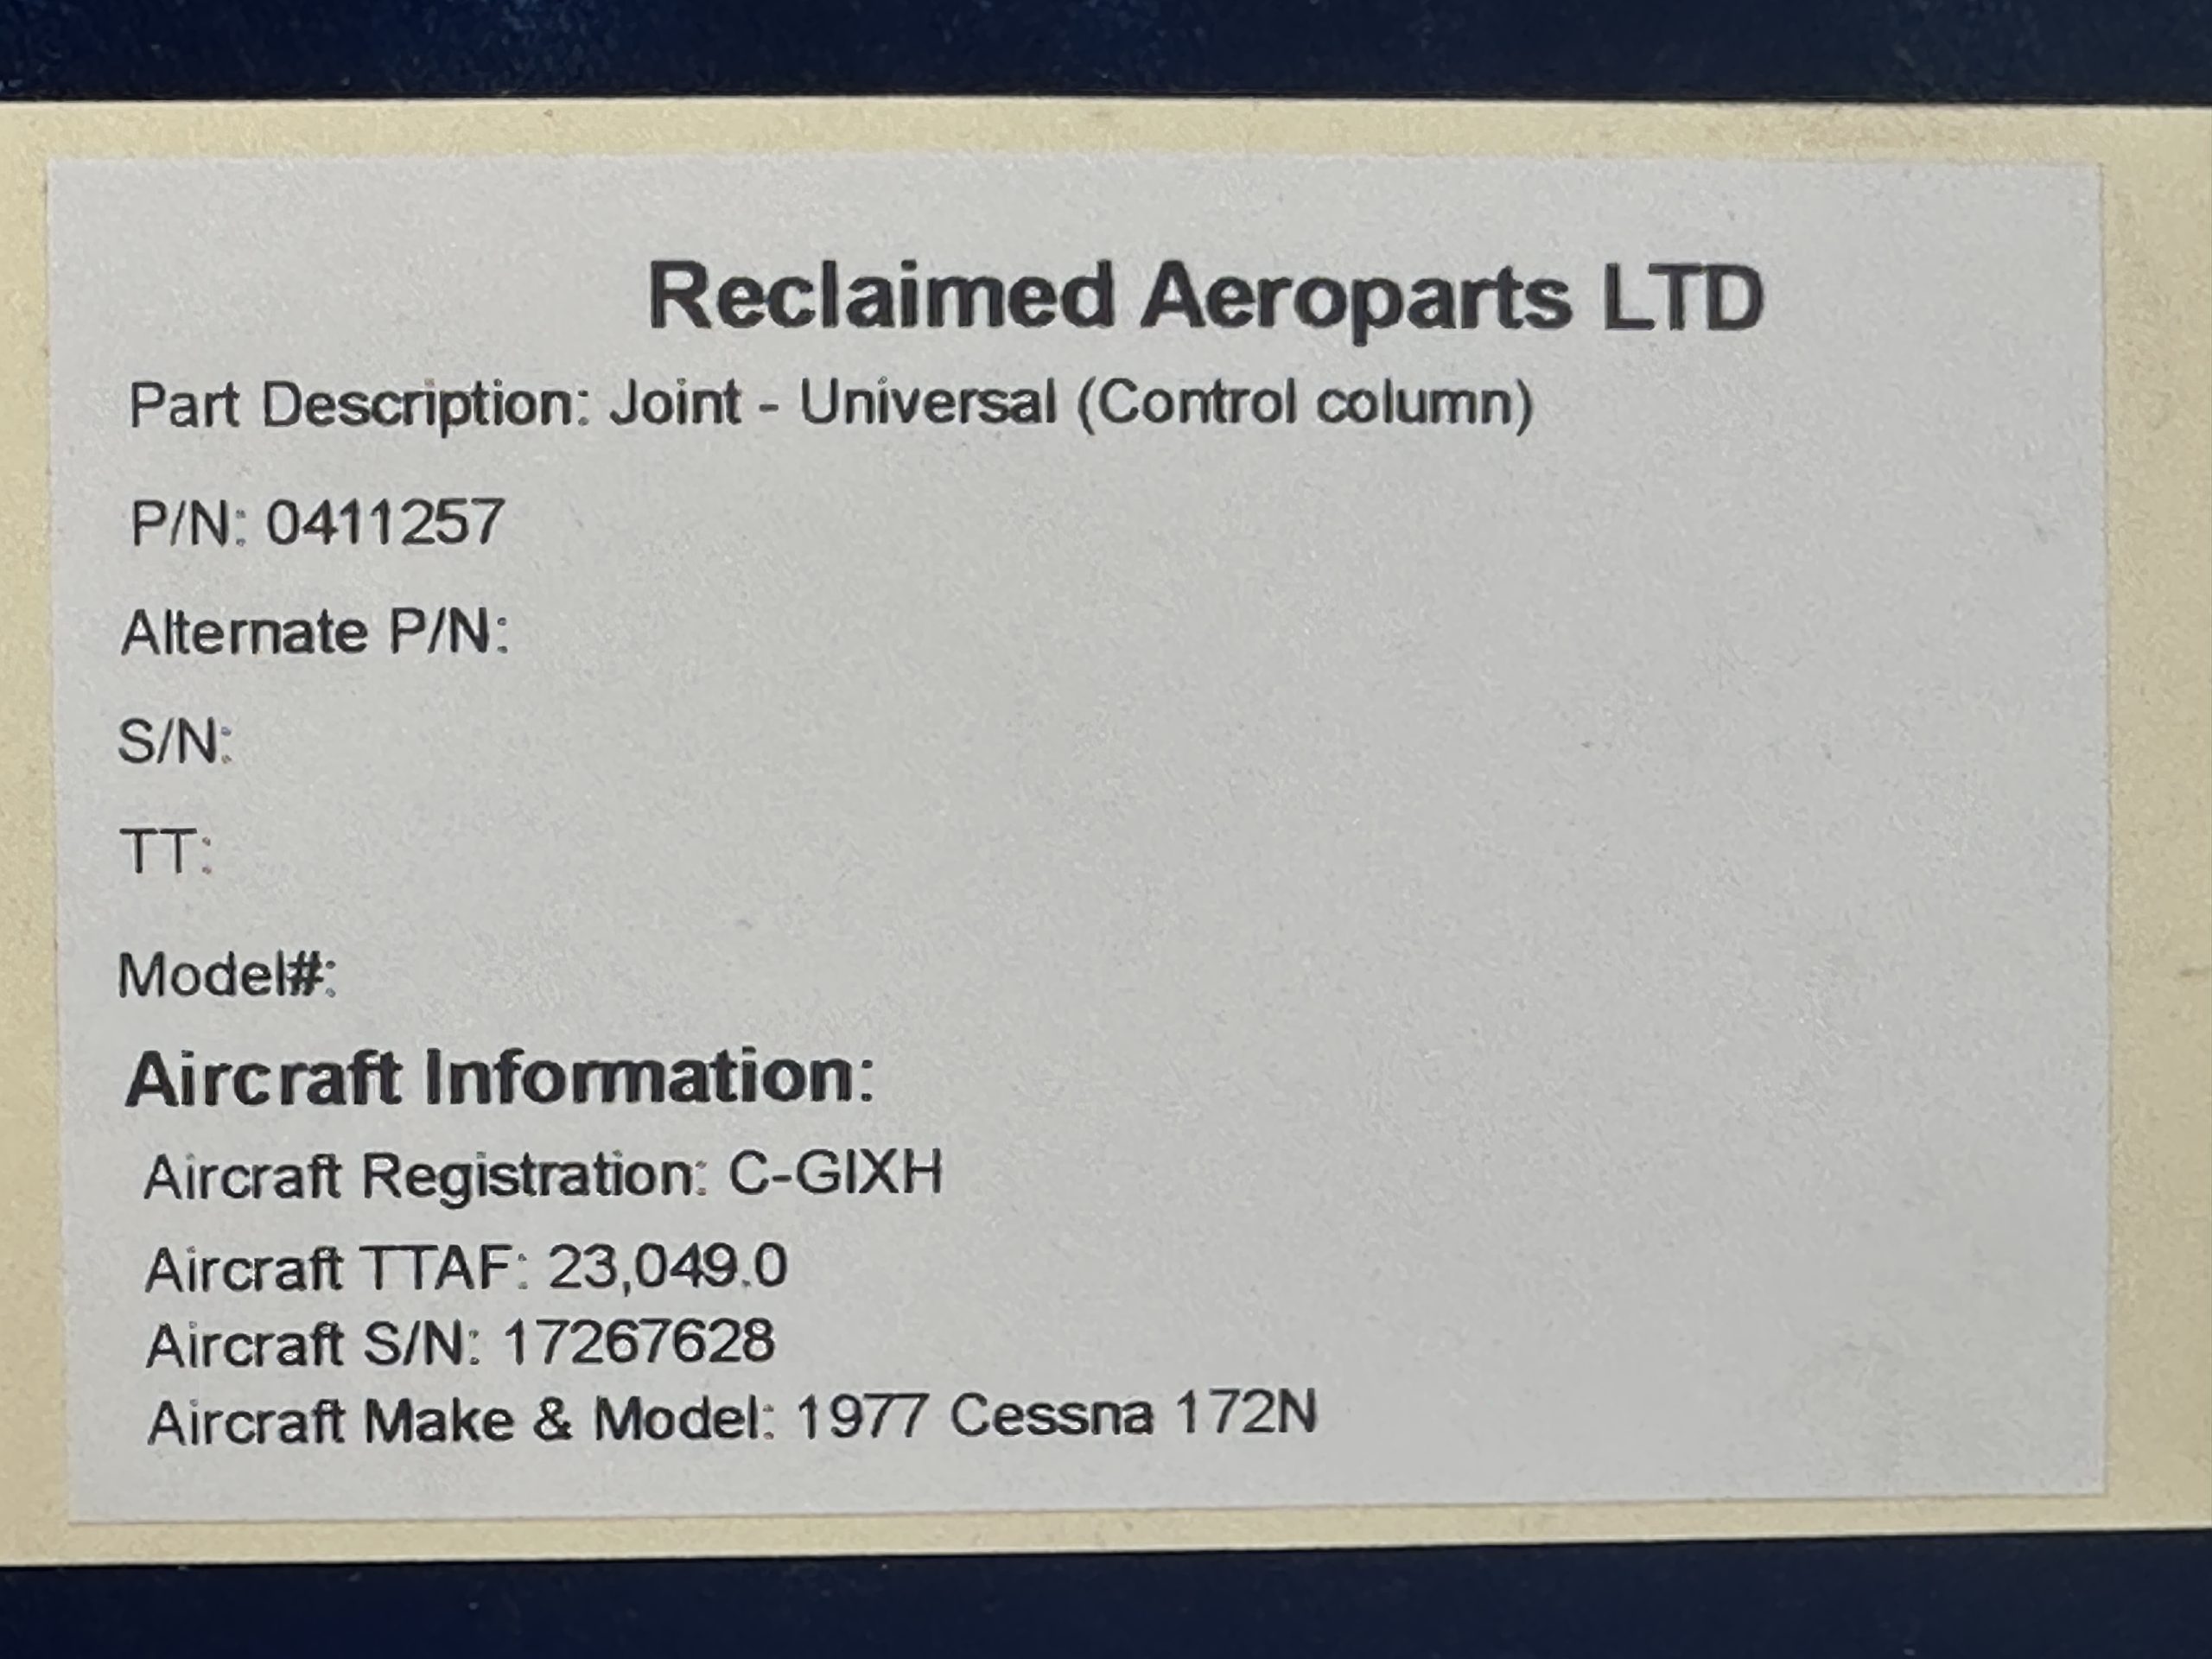 Reclaimed Aeroparts LTD
Part Description: Joint - Universal (Control column)
P/N: 0411257
Alternate P/N:
S/N:
TT:
Model#:
Aircraft Information:
Aircraft Registration: C-GIXH
Aircraft TTAF: 23,049.0
Aircraft S/N: 17267628
Aircraft Make & Model: 1977 Cessna 172N